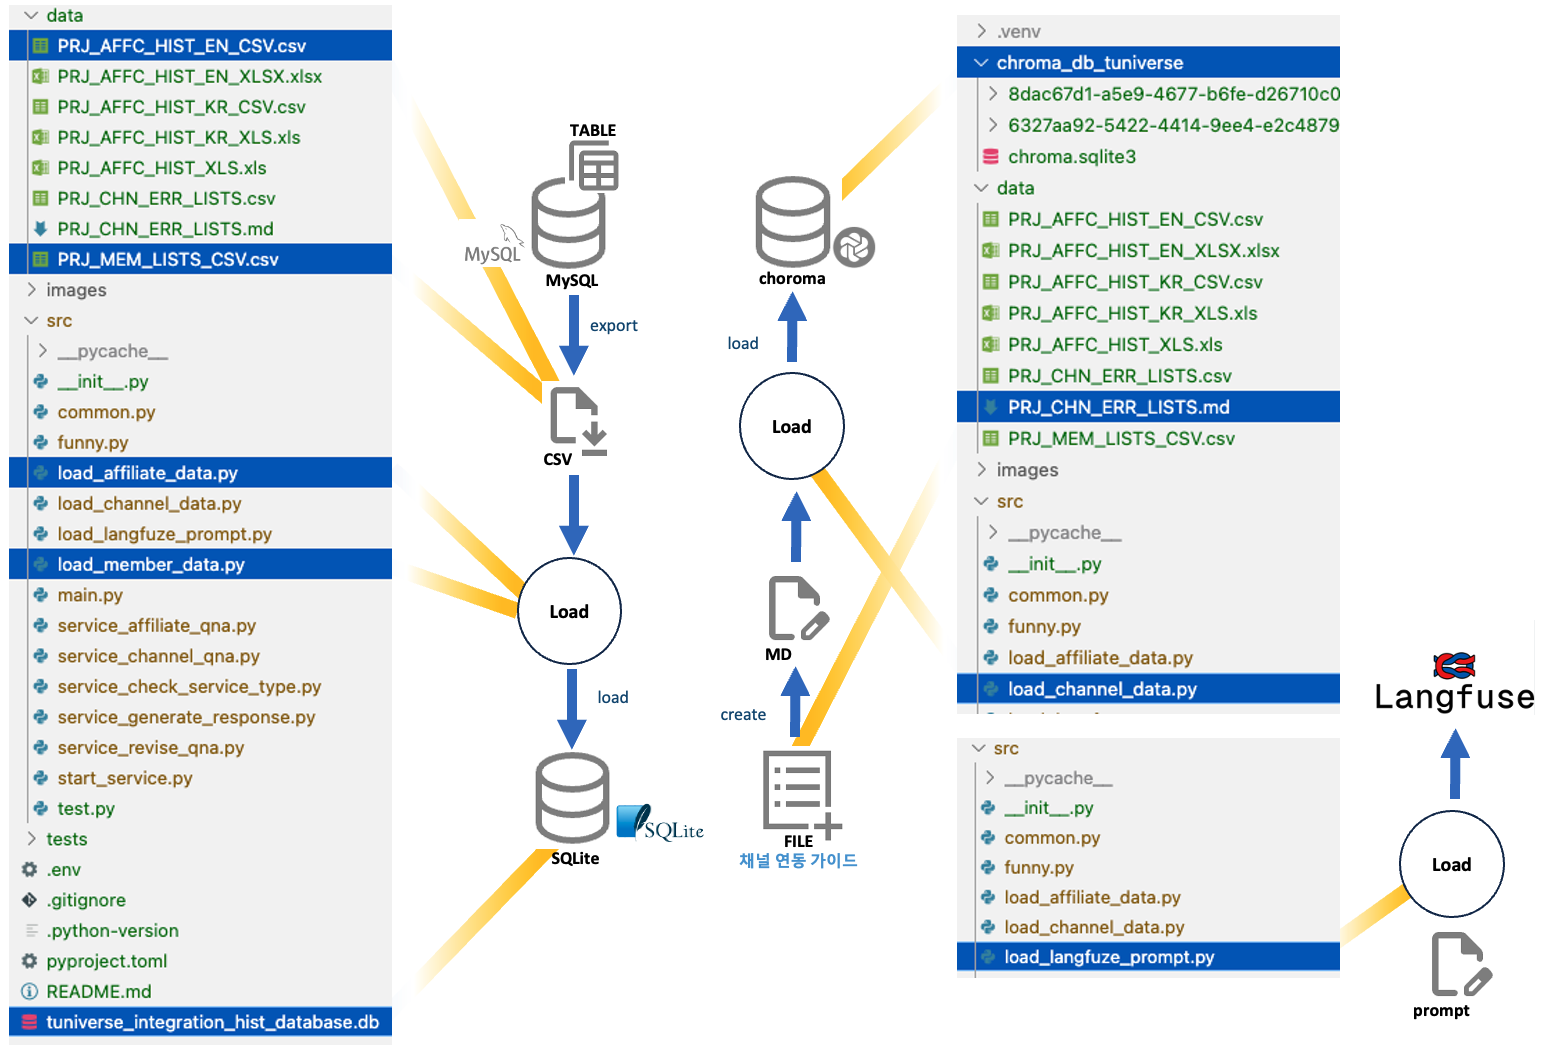 data
PRJ_AFFC_HIST_EN_CSV.csv
PRJ_AFFC_HIST_EN_XLSX.xlsx
PRJ_AFFC_HIST_KR_CSV.csv
PRJ_AFFC_HIST_KR_XLS.xls
PRJ_AFFC_HIST_XLS.xls
PRJ_CHN_ERR_LISTS.csv
PRJ_CHN_ERR_LISTS.md
PRJ_MEM_LISTS_CSV.csv
images
src
__pycache__
__init__.py
common.py
funny.py
load_affiliate_data.py
load_channel_data.py
load_langfuze_prompt.py
load_member_data.py
main.py
service_affiliate_qna.py
service_channel_qna.py
service_check_service_type.py
service_generate_response.py
service_revise_qna.py
start_service.py
test.py
tests
.env
.gitignore
.python-version
pyproject.toml
README.md
tuniverse_integration_hist_database.db
TABLE
MySQL
MySQL
export
CSV
Load
load
SQLite
SQLite
choroma
load
Load
MD
create
FILE
채널 연동 가이드
.venv
chroma_db_tuniverse
8dac67d1-a5e9-4677-b6fe-d26710c0
6327aa92-5422-4414-9ee4-e2c4879
chroma.sqlite3
data
PRJ_AFFC_HIST_EN_CSV.csv
PRJ_AFFC_HIST_EN_XLSX.xlsx
PRJ_AFFC_HIST_KR_CSV.csv
PRJ_AFFC_HIST_KR_XLS.xls
PRJ_AFFC_HIST_XLS.xls
PRJ_CHN_ERR_LISTS.csv
PRJ_CHN_ERR_LISTS.md
PRJ_MEM_LISTS_CSV.csv
images
src
__pycache__
__init__.py
common.py
funny.py
load_affiliate_data.py
load_channel_data.py
src
__pycache__
__init__.py
common.py
funny.py
load_affiliate_data.py
load_channel_data.py
load_langfuze_prompt.py
Langfuse
Load
prompt